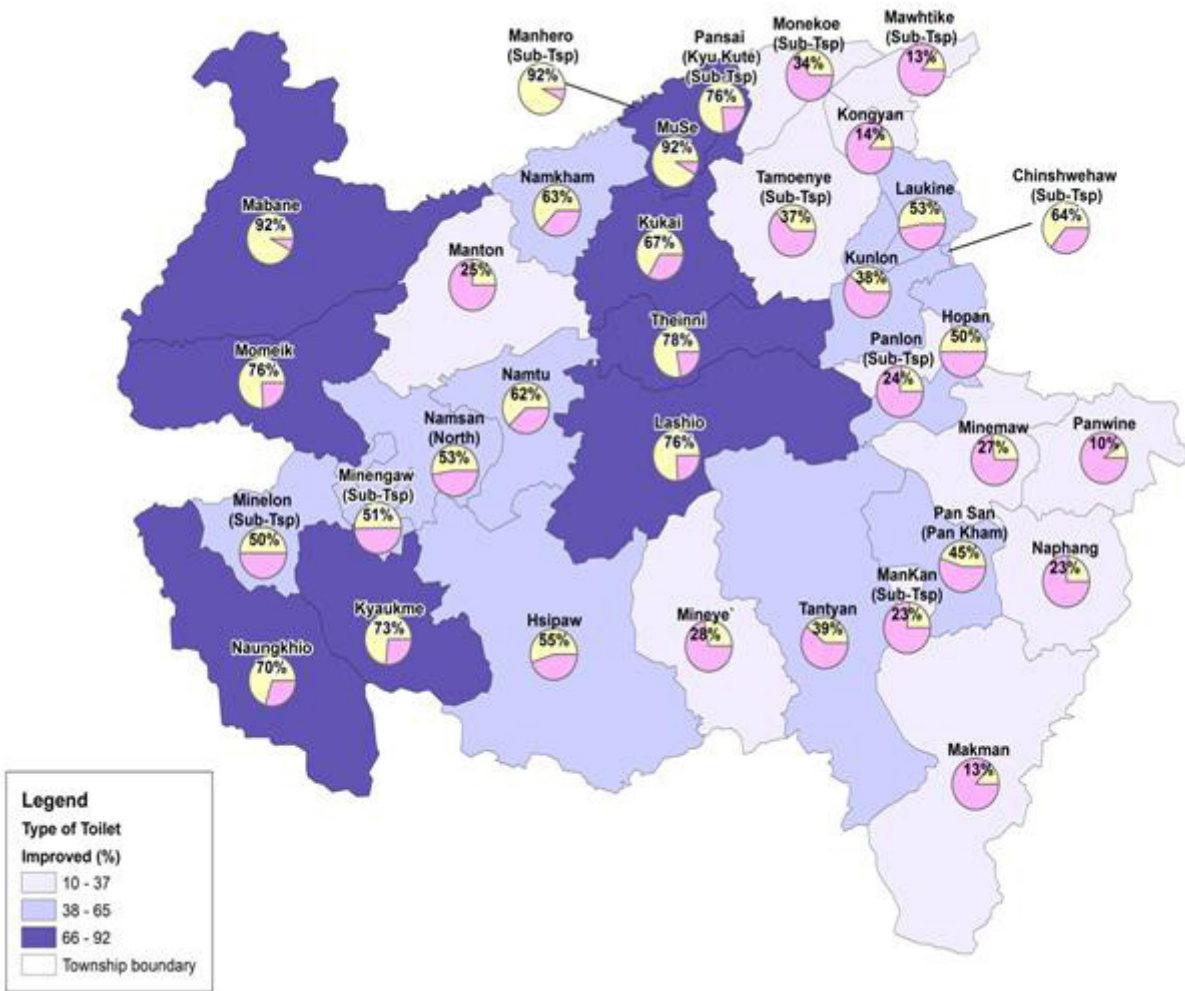 Manhero
(Sub-Tsp)
92%
Pansai
(Kyu Kute)
(Sub-Tsp)
76%
Monekoe
(Sub-Tsp)
34%
Mawhtike
(Sub-Tsp)
13%
Kongyan
14%
MuSe
92%
Namkham
63%
Tamoenye
(Sub-Tsp)
37%
Laukine
53%
Chinshwehaw
(Sub-Tsp)
64%
Mabane
92%
Manton
25%
Kukai
67%
Kunlon
38%
Hopan
50%
Theinni
78%
Panlon
(Sub-Tsp)
24%
Momeik
76%
Namtu
62%
Namsan
(North)
53%
Lashio
76%
Minemaw
27%
Panwine
10%
Minengaw
(Sub-Tsp)
51%
Minelon
(Sub-Tsp)
50%
Pan San
(Pan Kham)
45%
Naphang
23%
ManKan
(Sub-Tsp)
23%
Kyaukme
73%
Hsipaw
55%
Mineye`
28%
Tantyan
39%
Naungkhio
70%
Makman
13%
Legend
Type of Toilet
Improved (%)
10 - 37
38 - 65
66 - 92
Township boundary